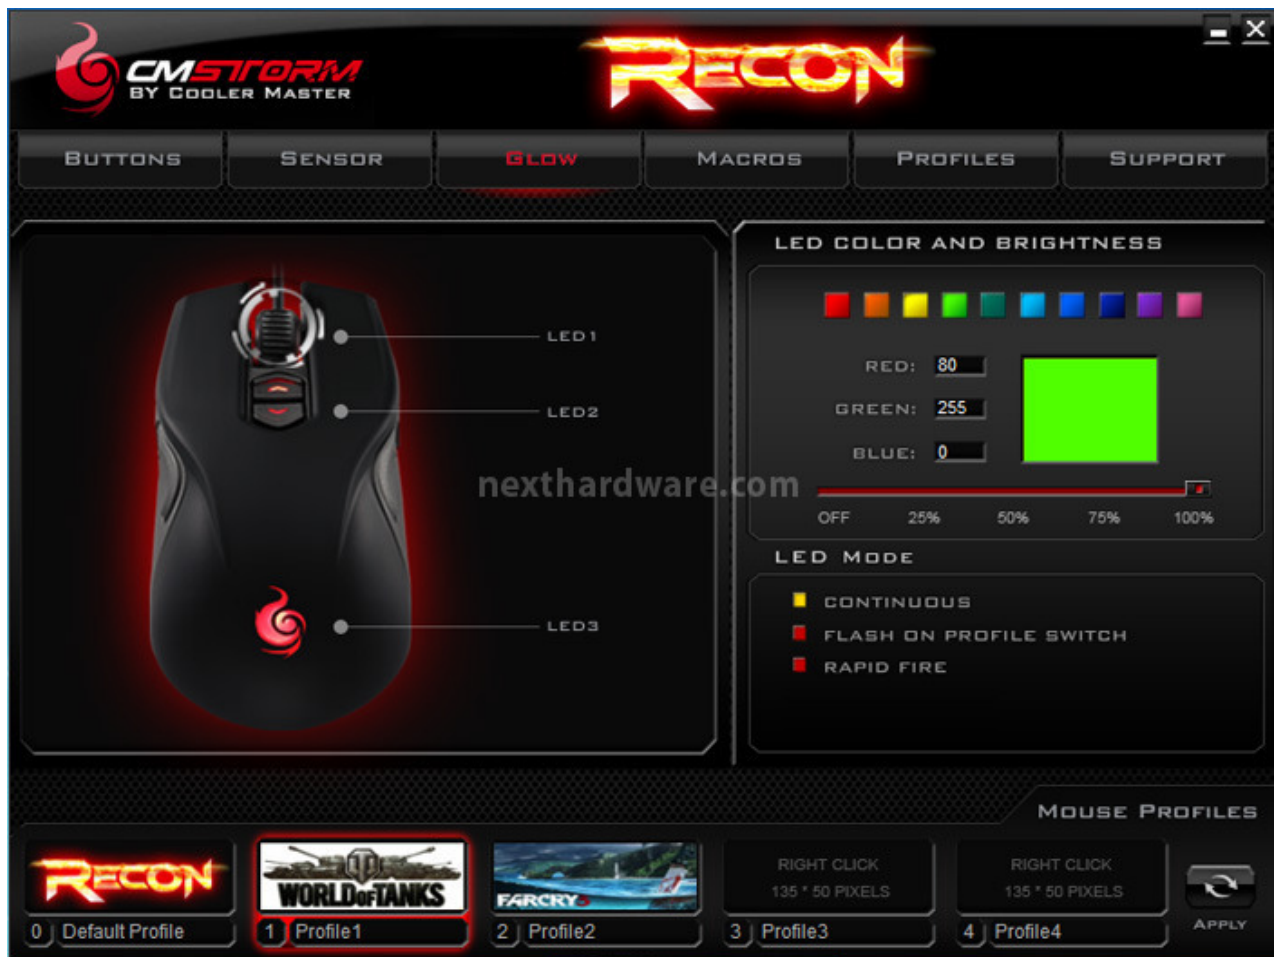 CMSTORM
BY COOLER MASTER
RECON
BUTTONS SENSOR GLOW MACROS PROFILES SUPPORT
LED1
LED2
LED3
LED COLOR AND BRIGHTNESS
RED: 80
GREEN: 255
BLUE: 0
OFF 25% 50% 75% 100%
LED MODE
CONTINUOUS
FLASH ON PROFILE SWITCH
RAPID FIRE
nexthardware.com
MOUSE PROFILES
RECON
WORLD OF TANKS
FARCRY3
RIGHT CLICK
135 * 50 PIXELS
RIGHT CLICK
135 * 50 PIXELS
0 Default Profile
1 Profile1
2 Profile2
3 Profile3
4 Profile4
APPLY